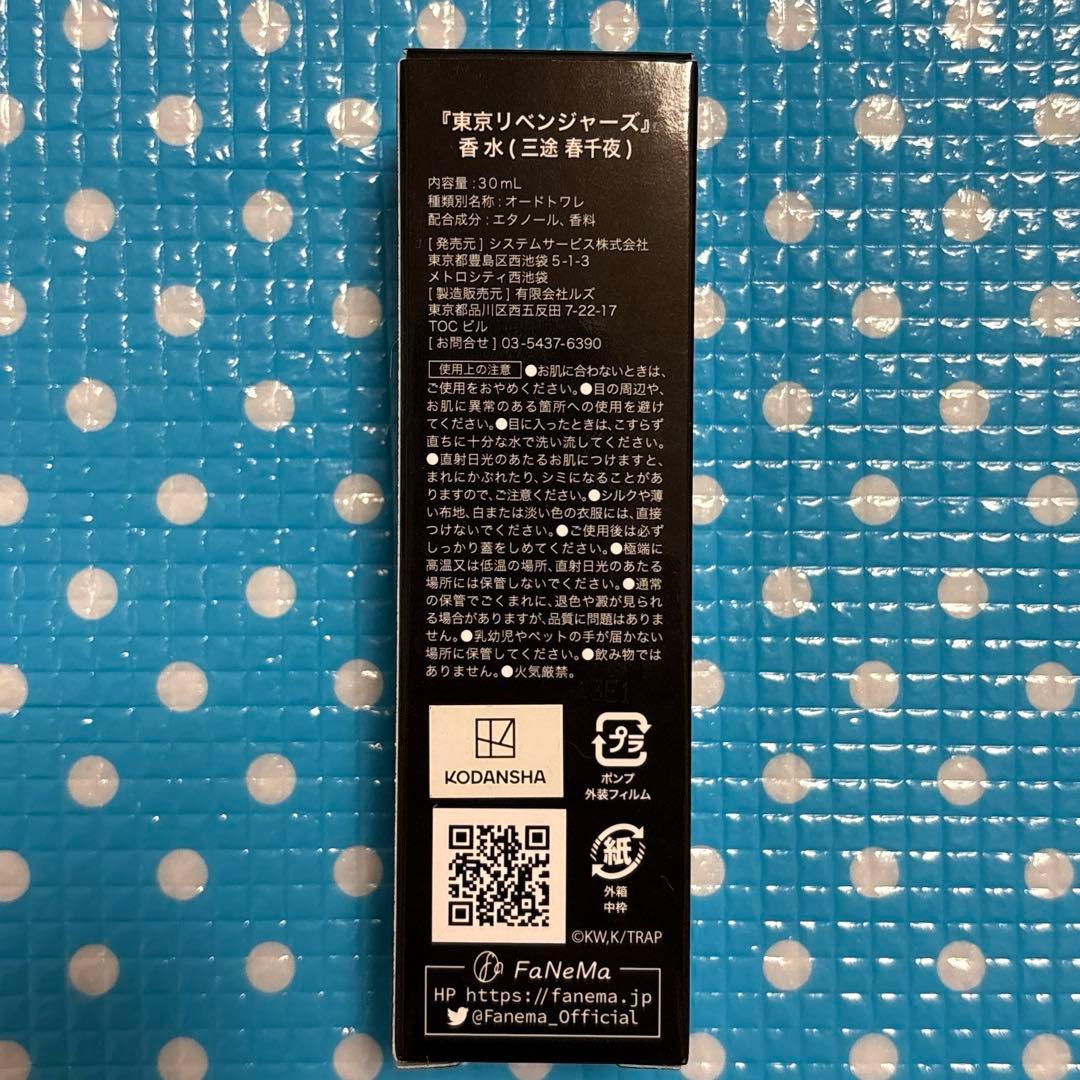 『東京リベンジャーズ』
香水(三途 春千夜)
内容量:30mL
種類別名称:オードトワレ
配合成分:エタノール、香料
[発売元]システムサービス株式会社
東京都豊島区西池袋5-1-3
メトロシティ西池袋
[製造販売元]有限会社ルズ
東京都品川区西五反田7-22-17
TOCビル
[お問合せ]03-5437-6390
使用上の注意 ●お肌に合わないときは、
ご使用をおやめください。●目の周辺や、
お肌に異常のある箇所への使用を避け
てください。●目に入ったときは、こすらず
直ちに十分な水で洗い流してください。
●直射日光のあたるお肌につけますと、
まれにかぶれたり、シミになることがあ
りますので、ご注意ください。●シルクや薄
い布地、白または淡い色の衣服には、直接
つけないでください。●ご使用後は必ず
しっかり蓋をしめてください。●極端に
高温又は低温の場所、直射日光のあたる
場所には保管しないでください。●通常
の保管でごくまれに、退色や澱が見られ
る場合がありますが、品質に問題はありま
せん。●乳幼児やペットの手が届かない
場所に保管してください。●飲み物では
ありません。●火気厳禁。
KODANSHA
プラ
ポンプ
外装フィルム
紙
外箱
中枠
©KW,K/TRAP
FaNeMa
HP https://fanema.jp
@Fanema_Official